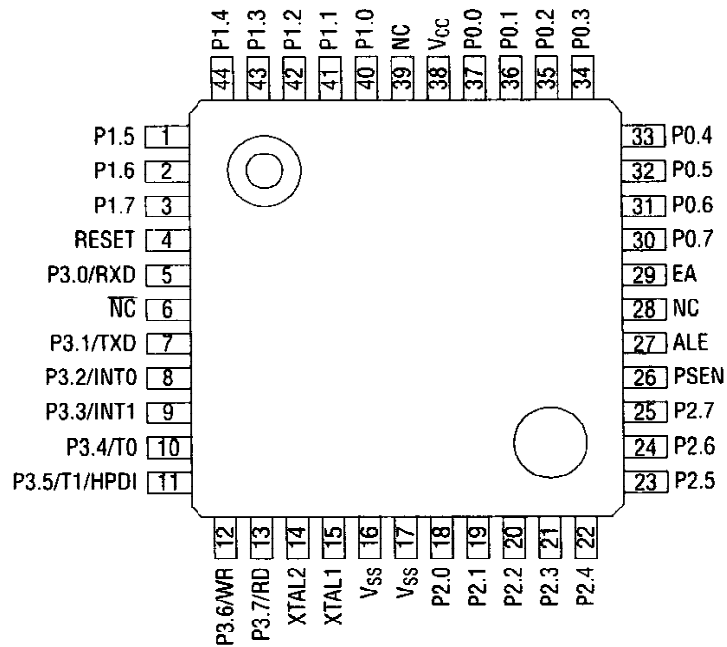 P1.4
P1.3
P1.2
P1.1
P1.0
NC
VCC
P0.0
P0.1
P0.2
P0.3
44
43
42
41
40
39
38
37
36
35
34
P1.5 1
P1.6 2
P1.7 3
RESET 4
P3.0/RXD 5
N̅C̅ 6
P3.1/TXD 7
P3.2/INT0 8
P3.3/INT1 9
P3.4/T0 10
P3.5/T1/HPDI 11
33 P0.4
32 P0.5
31 P0.6
30 P0.7
29 EA
28 NC
27 ALE
26 PSEN
25 P2.7
24 P2.6
23 P2.5
12
13
14
15
16
17
18
19
20
21
22
P3.6/WR
P3.7/RD
XTAL2
XTAL1
VSS
VSS
P2.0
P2.1
P2.2
P2.3
P2.4